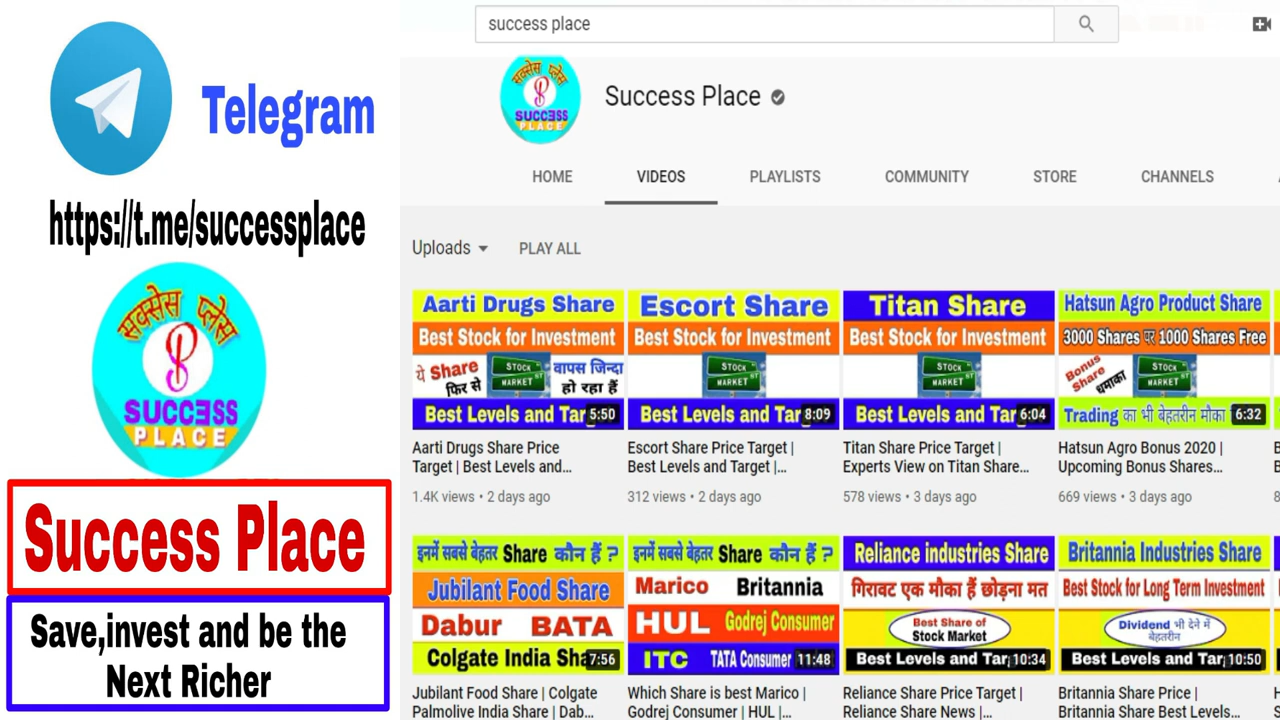 Telegram
https://t.me/successplace
सक्सेस प्लेस
SUCCESS
PLACE
Success Place
Save,invest and be the
Next Richer
success place
सक्सेस प्लेस
SUCCESS
PLACE
Success Place
HOME VIDEOS PLAYLISTS COMMUNITY STORE CHANNELS
Uploads PLAY ALL
Aarti Drugs Share
Best Stock for Investment
ये Share
फिर से
STOCK
MARKET
वापस जिन्दा
हो रहा हैं
Best Levels and Tar
5:50
Aarti Drugs Share Price
Target | Best Levels and...
1.4K views • 2 days ago
Escort Share
Best Stock for Investment
STOCK
MARKET
Best Levels and Tar
8:09
Escort Share Price Target |
Best Levels and Target |...
312 views • 2 days ago
Titan Share
Best Stock for Investment
STOCK
MARKET
Best Levels and Tar
6:04
Titan Share Price Target |
Experts View on Titan Share...
578 views • 3 days ago
Hatsun Agro Product Share
3000 Shares पर 1000 Shares Free
Bonus
Share
धमाका
STOCK
MARKET
Trading का भी बेहतरीन मौका
6:32
Hatsun Agro Bonus 2020 |
Upcoming Bonus Shares...
669 views • 3 days ago
इनमें सबसे बेहतर Share कौन हैं ?
Jubilant Food Share
Dabur BATA
Colgate India Sha
7:56
Jubilant Food Share | Colgate
Palmolive India Share | Dab...
इनमें सबसे बेहतर Share कौन हैं ?
Marico Britannia
HUL Godrej Consumer
ITC TATA Consumer
11:48
Which Share is best Marico |
Godrej Consumer | HUL |...
Reliance industries Share
गिरावट एक मौका हैं छोड़ना मत
Best Share of
Stock Market
Best Levels and Tar
10:34
Reliance Share Price Target |
Reliance Share News |...
Britannia Industries Share
Best Stock for Long Term Investment
Dividend भी देने में
बेहतरीन
Best Levels and Tar
10:50
Britannia Share Price |
Britannia Share Best Levels...